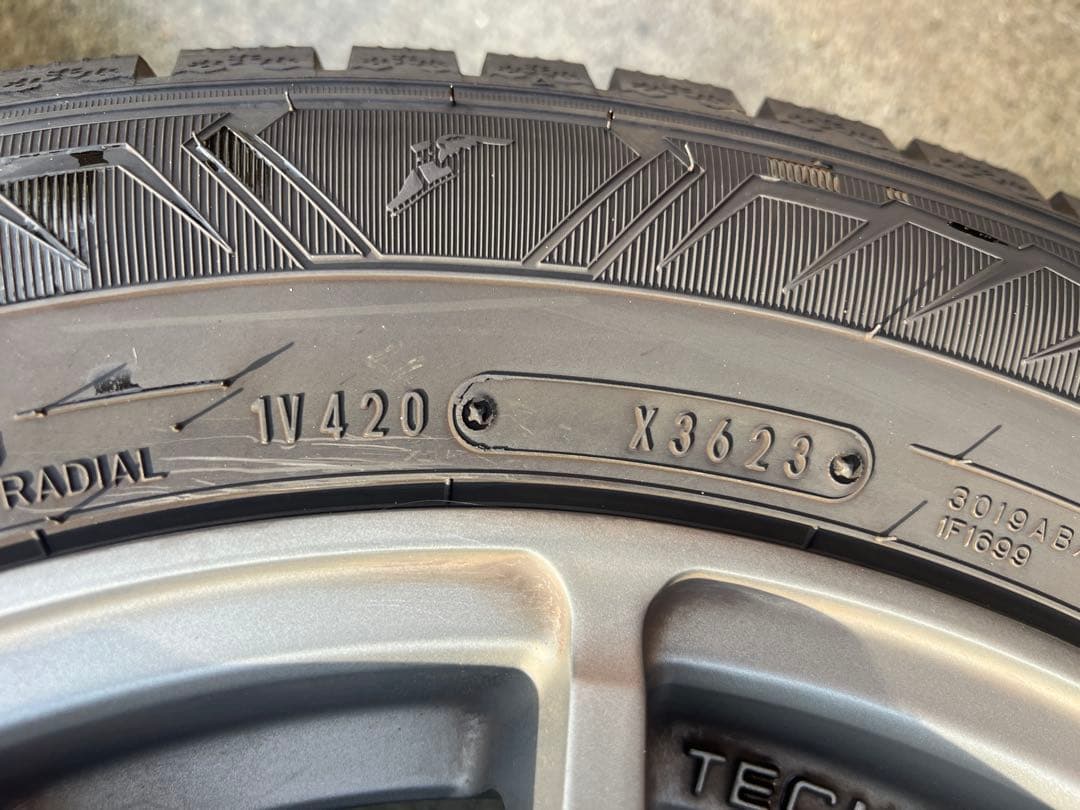 1V420 X3623
RADIAL
3019AB
1F1699
TEC